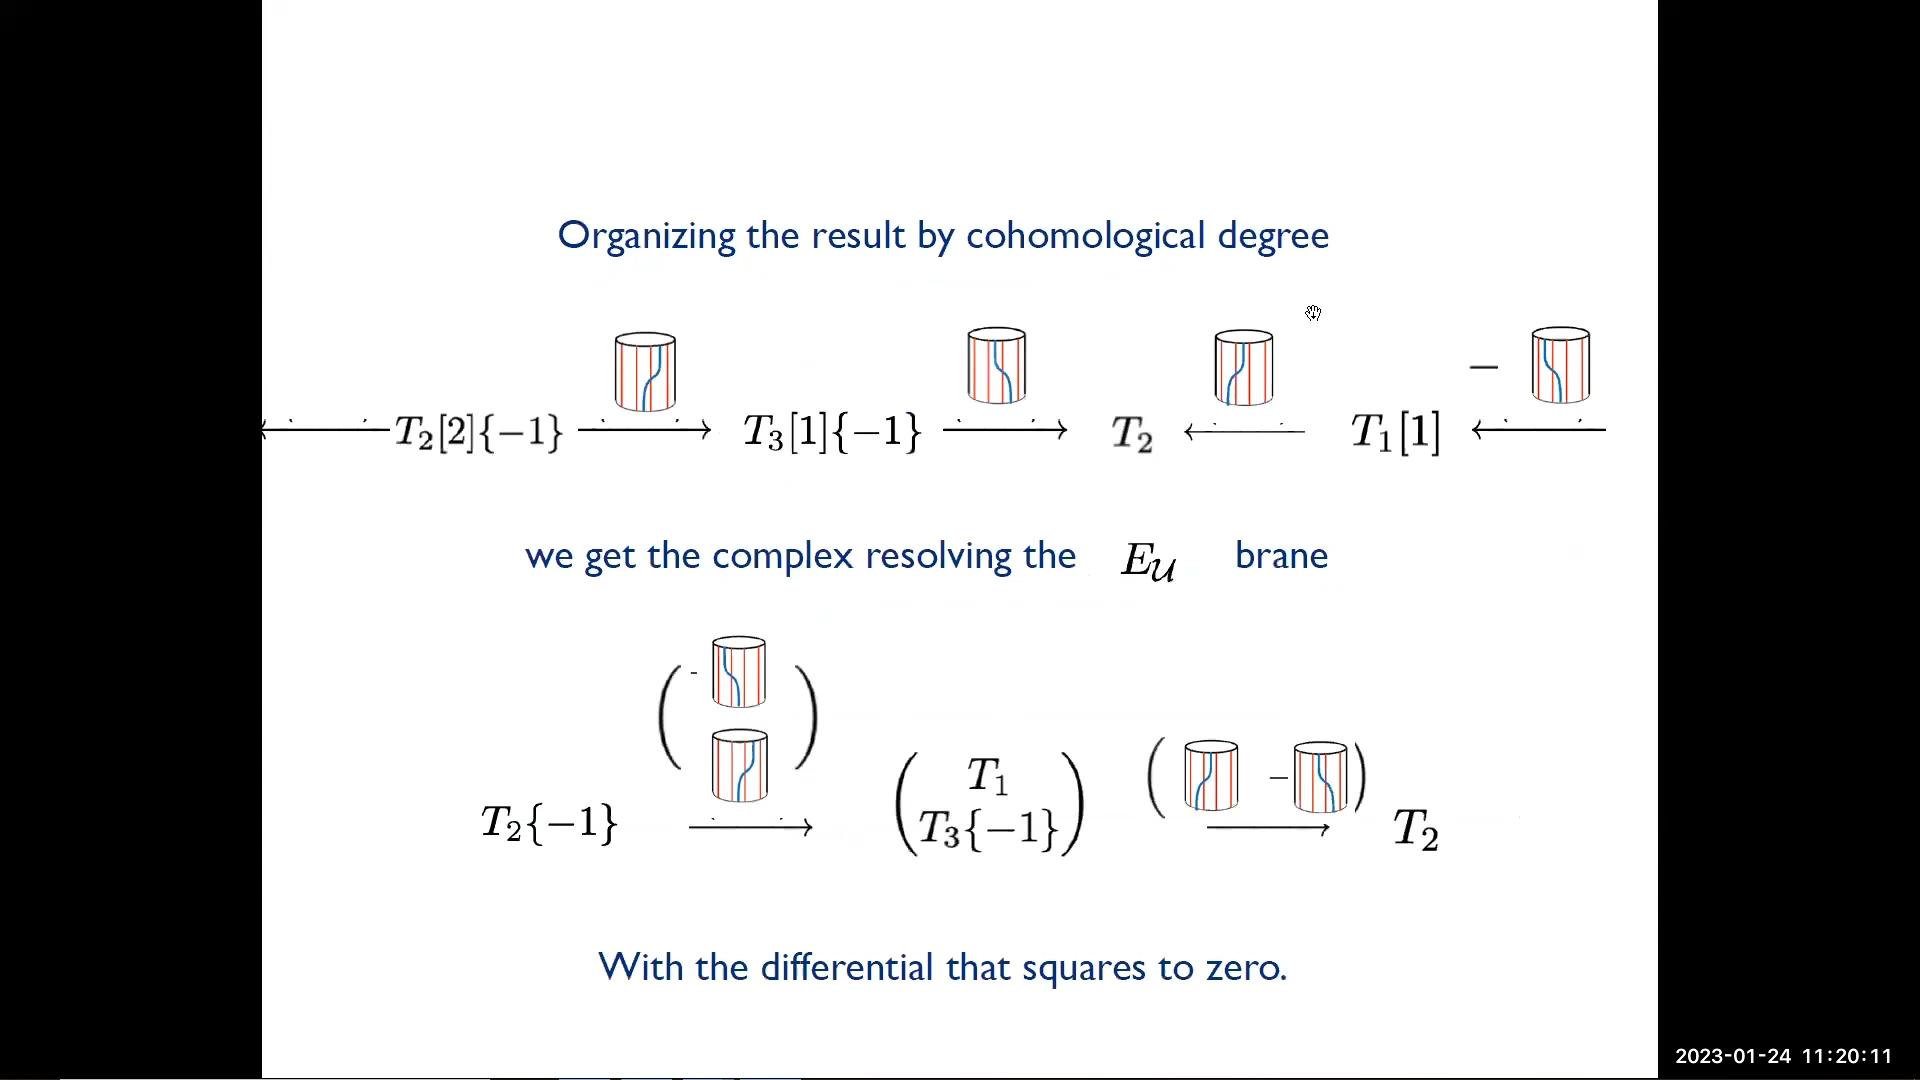 Organizing the result by cohomological degree
−
T₂[2]{−1} → T₃[1]{−1} → T₂ ← T₁[1] ←
we get the complex resolving the E_𝒰 brane
( - )
( −)
T₂{−1} → (T₁ T₃{−1}) → T₂
With the differential that squares to zero.
2023-01-24 11:20:11